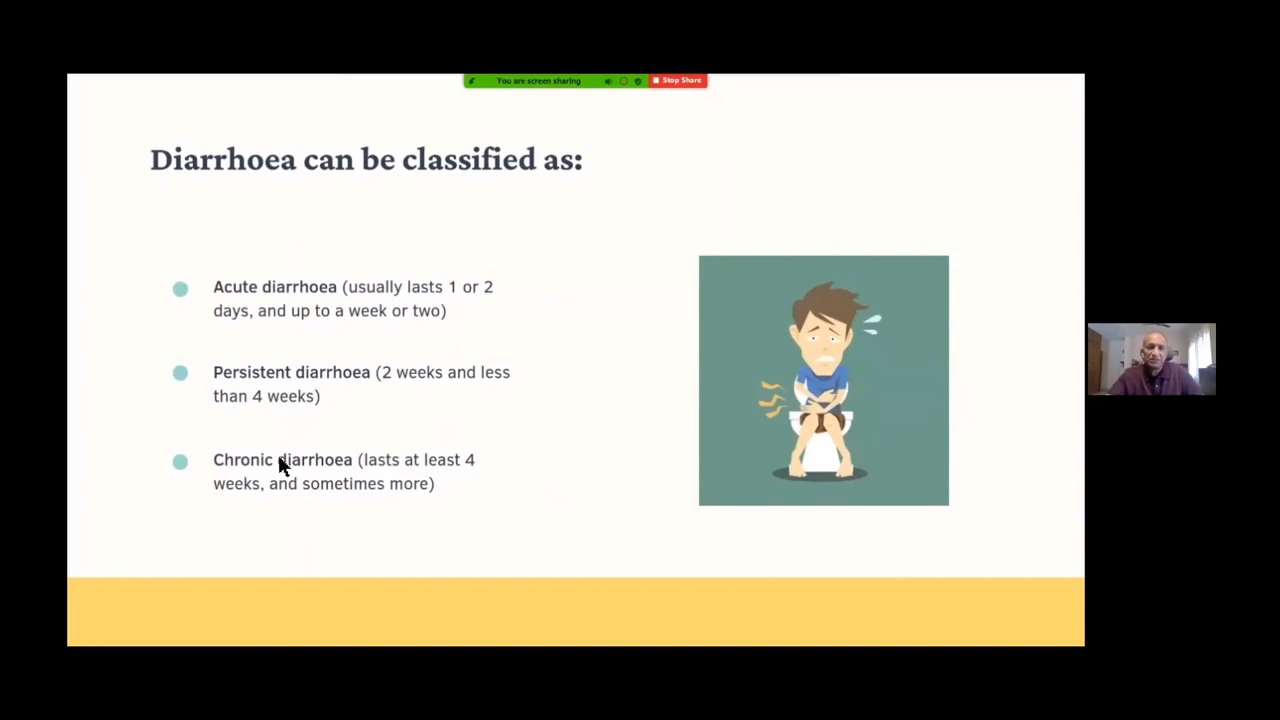 You are screen sharing
Stop Share
Diarrhoea can be classified as:
Acute diarrhoea (usually lasts 1 or 2
days, and up to a week or two)
Persistent diarrhoea (2 weeks and less
than 4 weeks)
Chronic diarrhoea (lasts at least 4
weeks, and sometimes more)